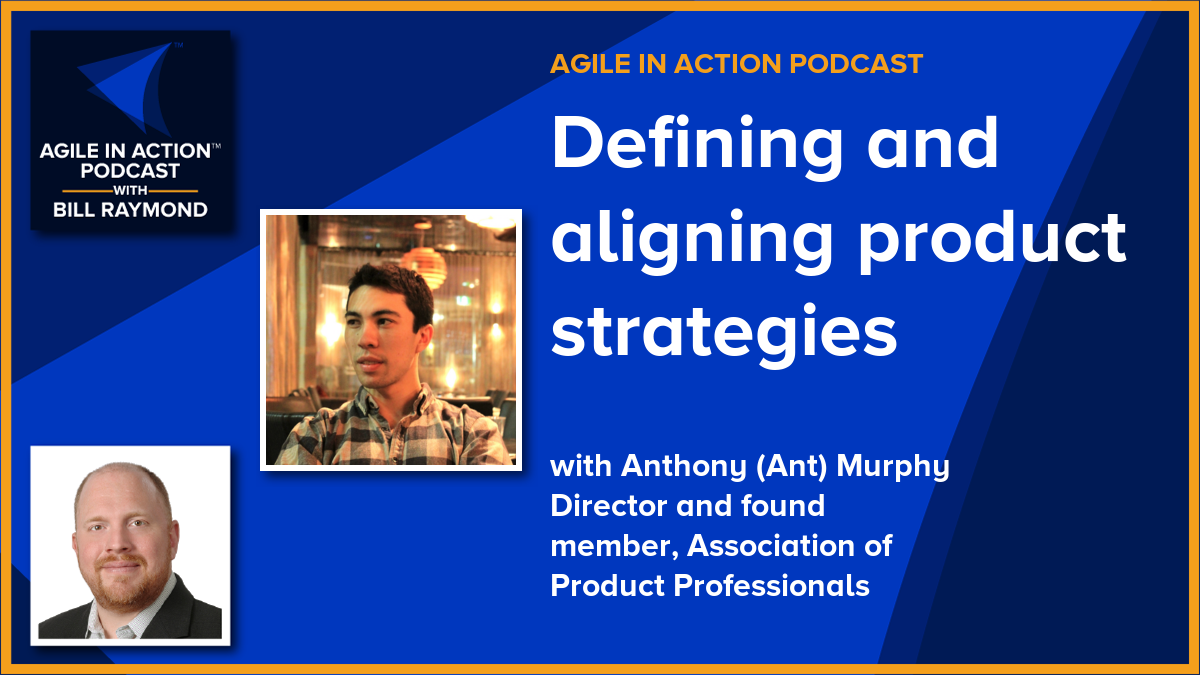 AGILE IN ACTION™
PODCAST
WITH
BILL RAYMOND
AGILE IN ACTION PODCAST
Defining and
aligning product
strategies
with Anthony (Ant) Murphy
Director and found
member, Association of
Product Professionals